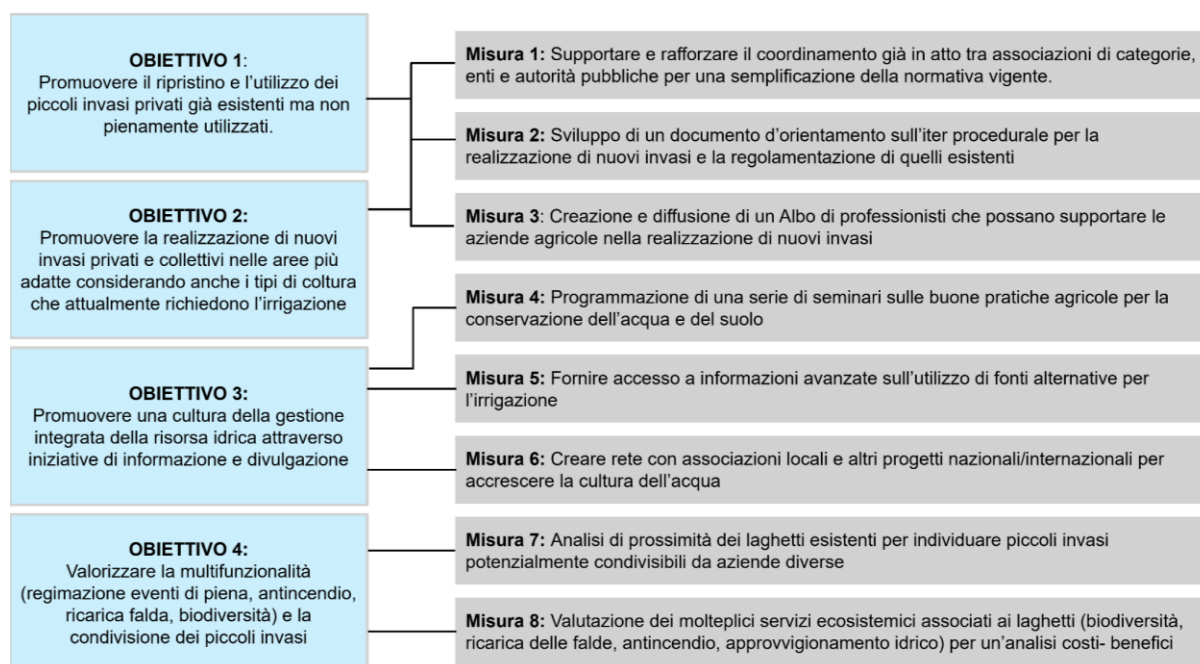 OBIETTIVO 1:
Promuovere il ripristino e l'utilizzo dei
piccoli invasi privati già esistenti ma non
pienamente utilizzati.
OBIETTIVO 2:
Promuovere la realizzazione di nuovi
invasi privati e collettivi nelle aree più
adatte considerando anche i tipi di coltura
che attualmente richiedono l'irrigazione
OBIETTIVO 3:
Promuovere una cultura della gestione
integrata della risorsa idrica attraverso
iniziative di informazione e divulgazione
OBIETTIVO 4:
Valorizzare la multifunzionalità
(regimazione eventi di piena, antincendio,
ricarica falda, biodiversità) e la
condivisione dei piccoli invasi
Misura 1: Supportare e rafforzare il coordinamento già in atto tra associazioni di categorie,
enti e autorità pubbliche per una semplificazione della normativa vigente.
Misura 2: Sviluppo di un documento d'orientamento sull'iter procedurale per la
realizzazione di nuovi invasi e la regolamentazione di quelli esistenti
Misura 3: Creazione e diffusione di un Albo di professionisti che possano supportare le
aziende agricole nella realizzazione di nuovi invasi
Misura 4: Programmazione di una serie di seminari sulle buone pratiche agricole per la
conservazione dell'acqua e del suolo
Misura 5: Fornire accesso a informazioni avanzate sull'utilizzo di fonti alternative per
l'irrigazione
Misura 6: Creare rete con associazioni locali e altri progetti nazionali/internazionali per
accrescere la cultura dell'acqua
Misura 7: Analisi di prossimità dei laghetti esistenti per individuare piccoli invasi
potenzialmente condivisibili da aziende diverse
Misura 8: Valutazione dei molteplici servizi ecosistemici associati ai laghetti (biodiversità,
ricarica delle falde, antincendio, approvvigionamento idrico) per un'analisi costi- benefici